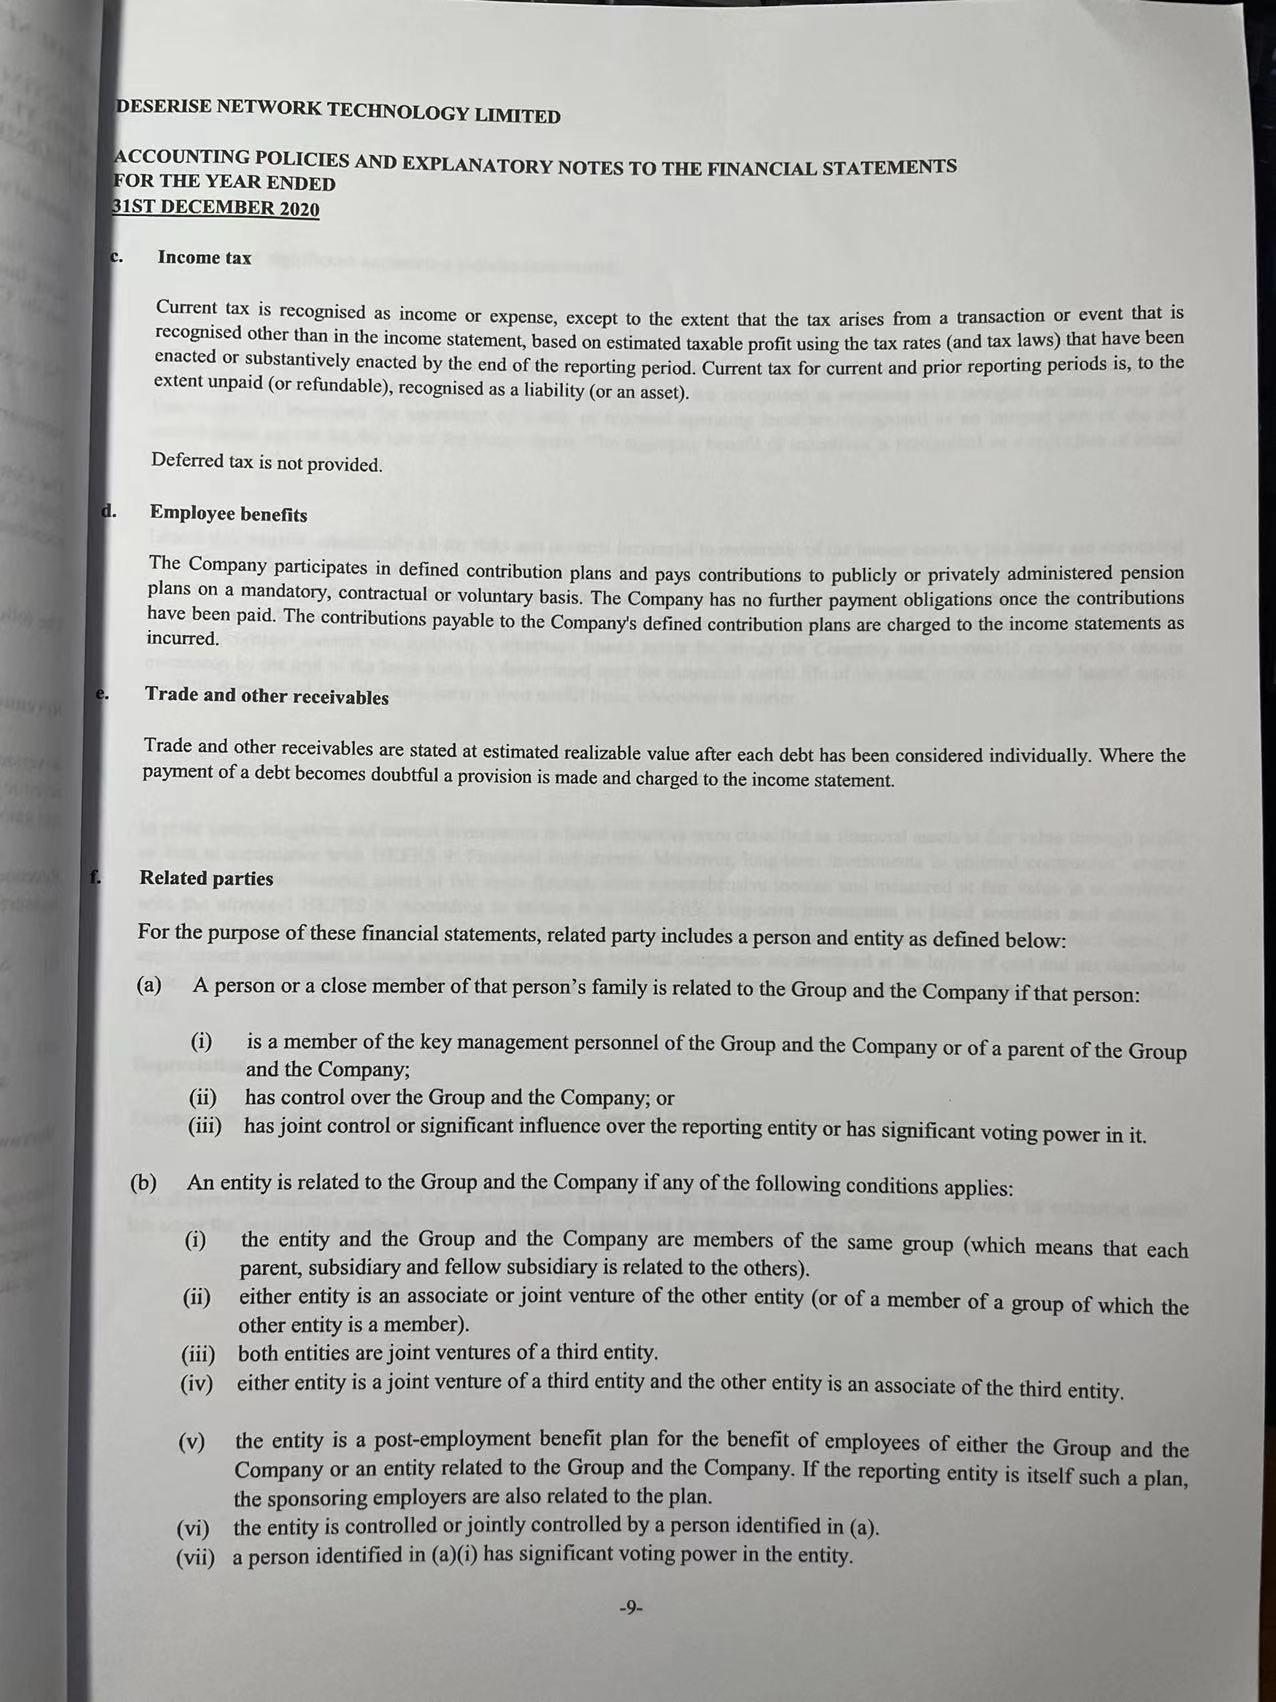 DESERISE NETWORK TECHNOLOGY LIMITED
ACCOUNTING POLICIES AND EXPLANATORY NOTES TO THE FINANCIAL STATEMENTS
FOR THE YEAR ENDED
31ST DECEMBER 2020
c. Income tax
Current tax is recognised as income or expense, except to the extent that the tax arises from a transaction or event that is
recognised other than in the income statement, based on estimated taxable profit using the tax rates (and tax laws) that have been
enacted or substantively enacted by the end of the reporting period. Current tax for current and prior reporting periods is, to the
extent unpaid (or refundable), recognised as a liability (or an asset).
Deferred tax is not provided.
d. Employee benefits
The Company participates in defined contribution plans and pays contributions to publicly or privately administered pension
plans on a mandatory, contractual or voluntary basis. The Company has no further payment obligations once the contributions
have been paid. The contributions payable to the Company's defined contribution plans are charged to the income statements as
incurred.
e. Trade and other receivables
Trade and other receivables are stated at estimated realizable value after each debt has been considered individually. Where the
payment of a debt becomes doubtful a provision is made and charged to the income statement.
f. Related parties
For the purpose of these financial statements, related party includes a person and entity as defined below:
(a) A person or a close member of that person’s family is related to the Group and the Company if that person:
(i) is a member of the key management personnel of the Group and the Company or of a parent of the Group
and the Company;
(ii) has control over the Group and the Company; or
(iii) has joint control or significant influence over the reporting entity or has significant voting power in it.
(b) An entity is related to the Group and the Company if any of the following conditions applies:
(i) the entity and the Group and the Company are members of the same group (which means that each
parent, subsidiary and fellow subsidiary is related to the others).
(ii) either entity is an associate or joint venture of the other entity (or of a member of a group of which the
other entity is a member).
(iii) both entities are joint ventures of a third entity.
(iv) either entity is a joint venture of a third entity and the other entity is an associate of the third entity.
(v) the entity is a post-employment benefit plan for the benefit of employees of either the Group and the
Company or an entity related to the Group and the Company. If the reporting entity is itself such a plan,
the sponsoring employers are also related to the plan.
(vi) the entity is controlled or jointly controlled by a person identified in (a).
(vii) a person identified in (a)(i) has significant voting power in the entity.
-9-